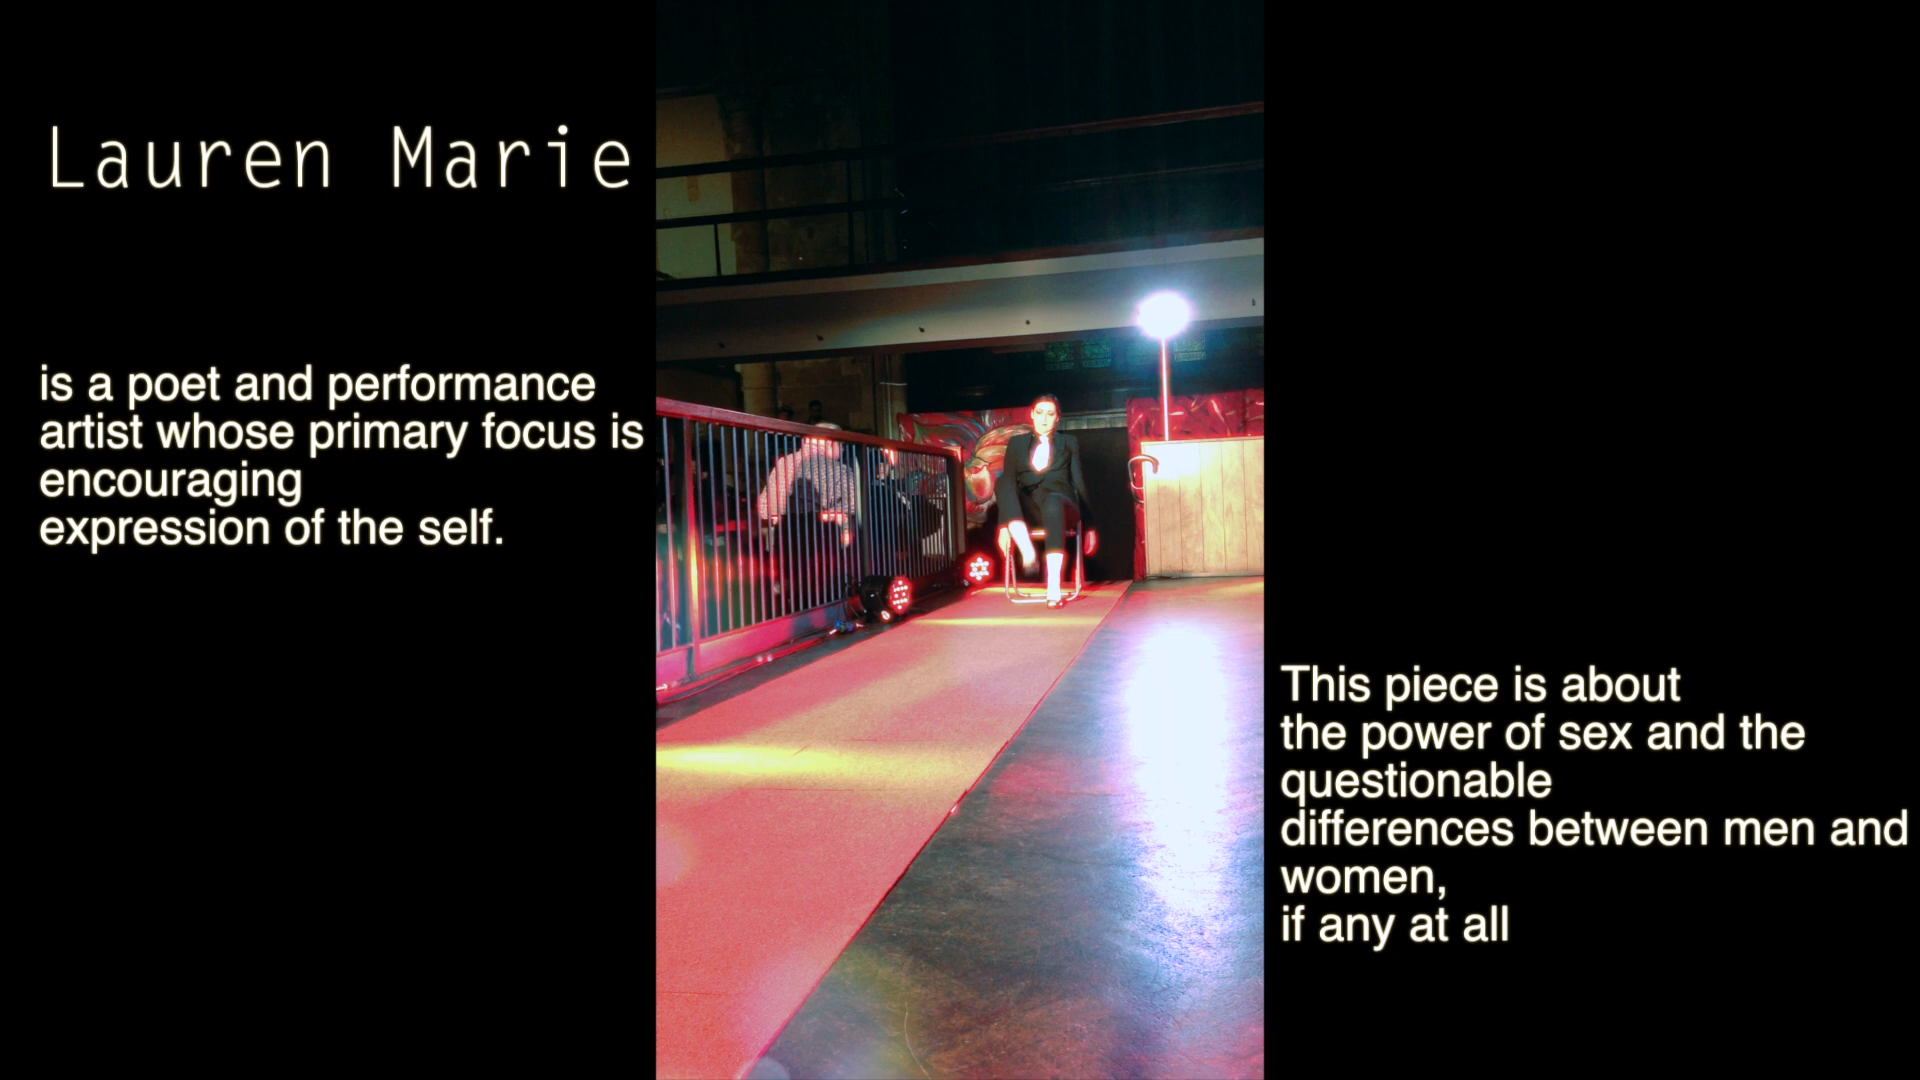 Lauren Marie
is a poet and performance
artist whose primary focus is
encouraging
expression of the self.
This piece is about
the power of sex and the
questionable
differences between men and
women,
if any at all